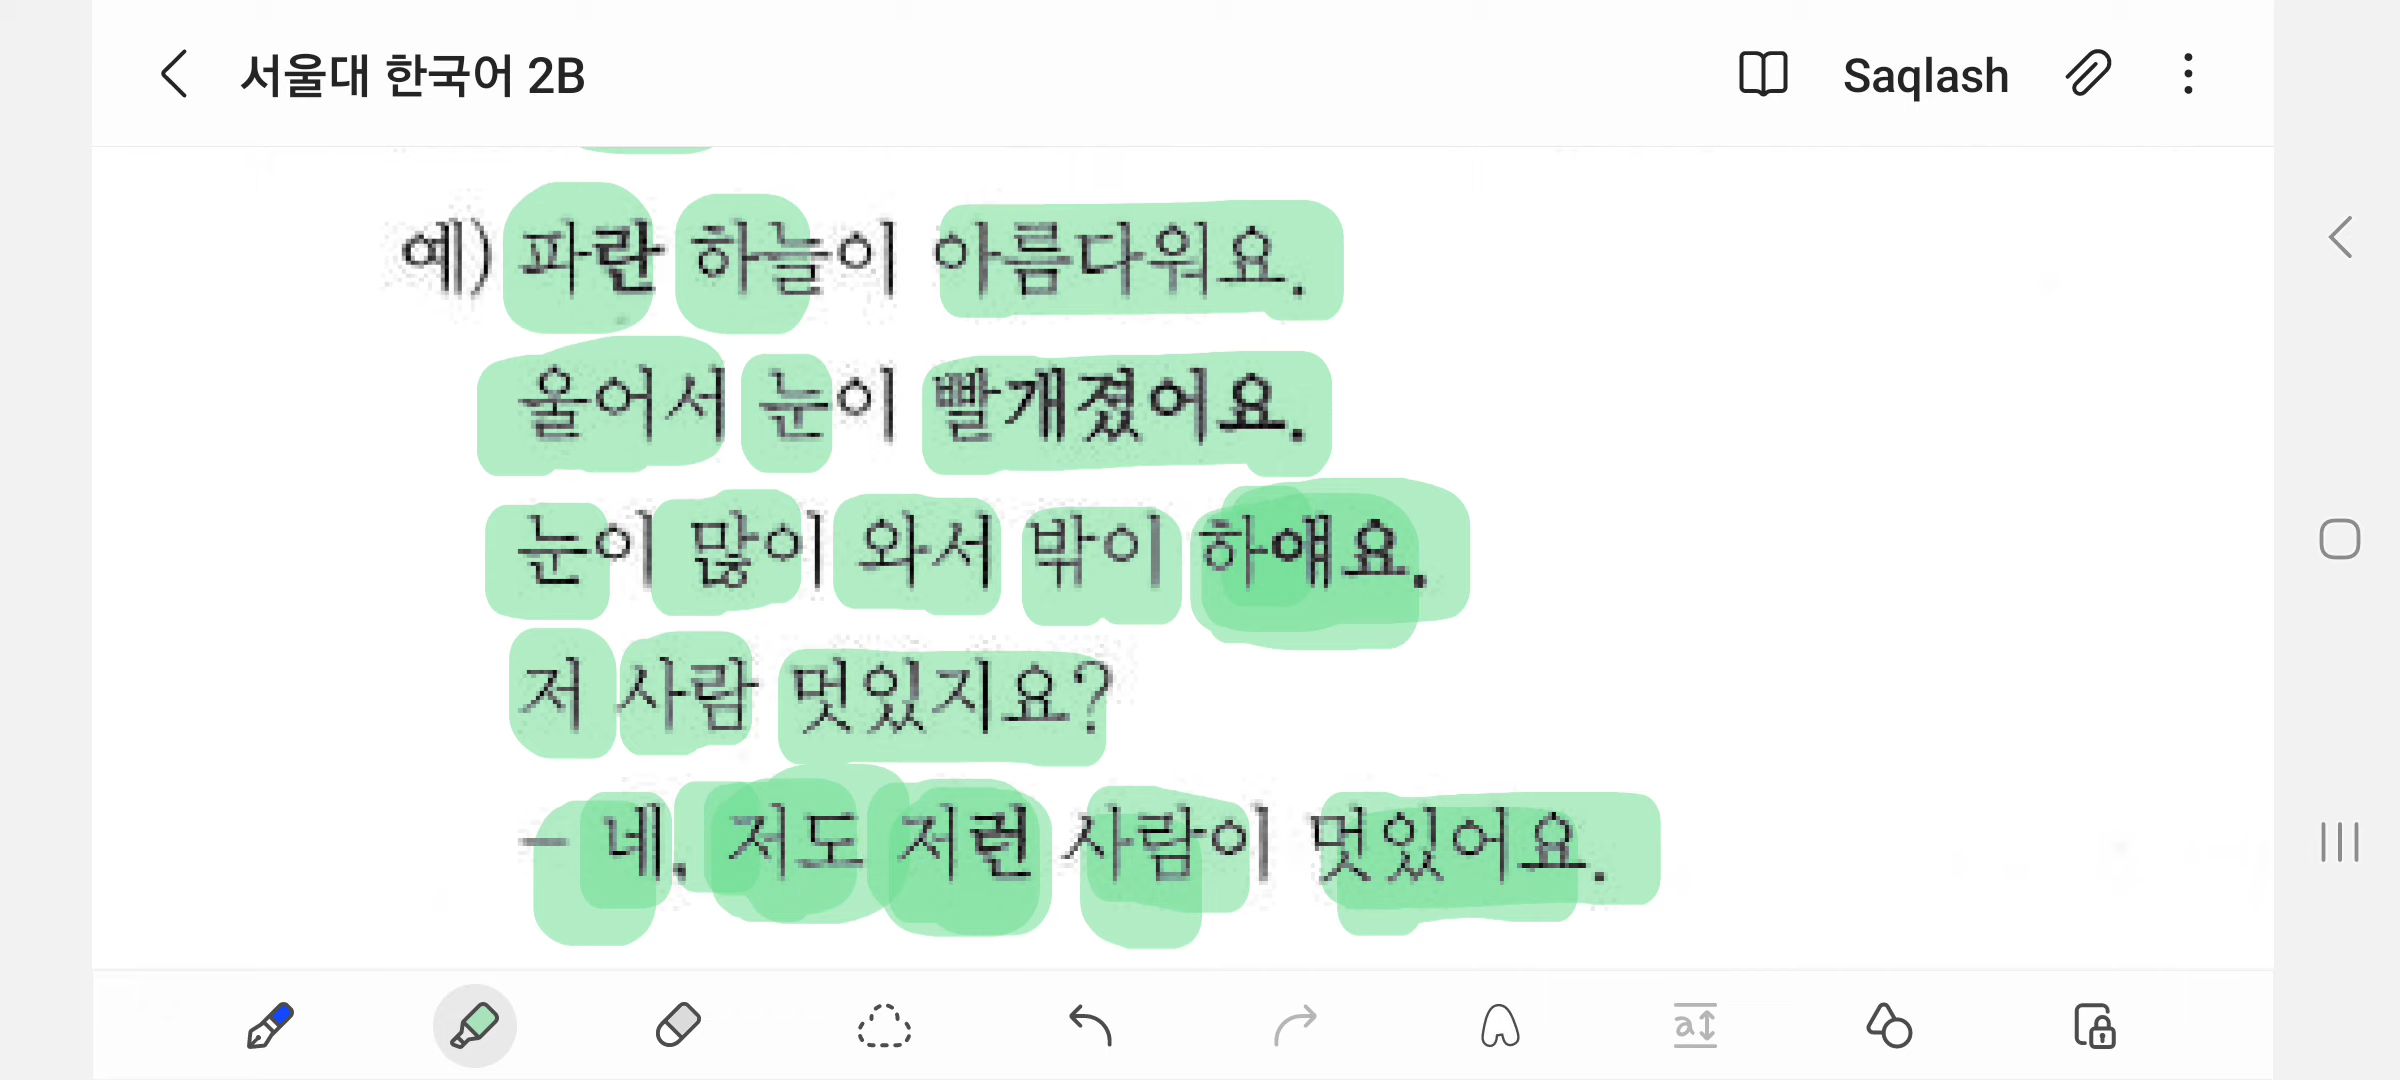 서울대 한국어 2B
Saqlash
예) 파란 하늘이 아름다워요.
울어서 눈이 빨개졌어요.
눈이 많이 와서 밖이 하얘요.
저 사람 멋있지요?
– 네. 저도 저런 사람이 멋있어요.
a